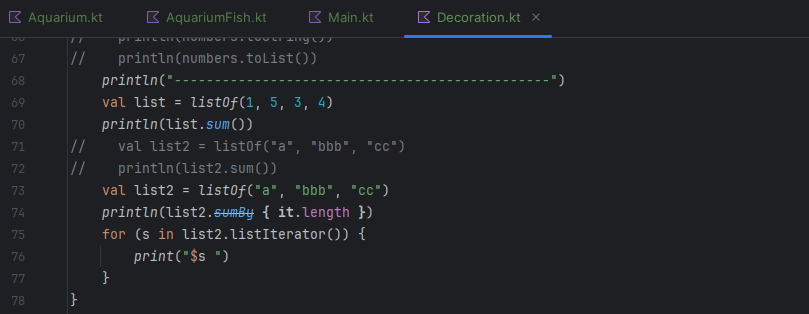 Aquarium.kt AquariumFish.kt Main.kt Decoration.kt ×
66 // println(numbers.toString())
67 // println(numbers.toList())
68 println("-----------------------------------------------")
69 val list = listOf(1, 5, 3, 4)
70 println(list.sum())
71 // val list2 = listOf("a", "bbb", "cc")
72 // println(list2.sum())
73 val list2 = listOf("a", "bbb", "cc")
74 println(list2.sumBy { it.length })
75 for (s in list2.listIterator()) {
76 print("$s ")
77 }
78 }